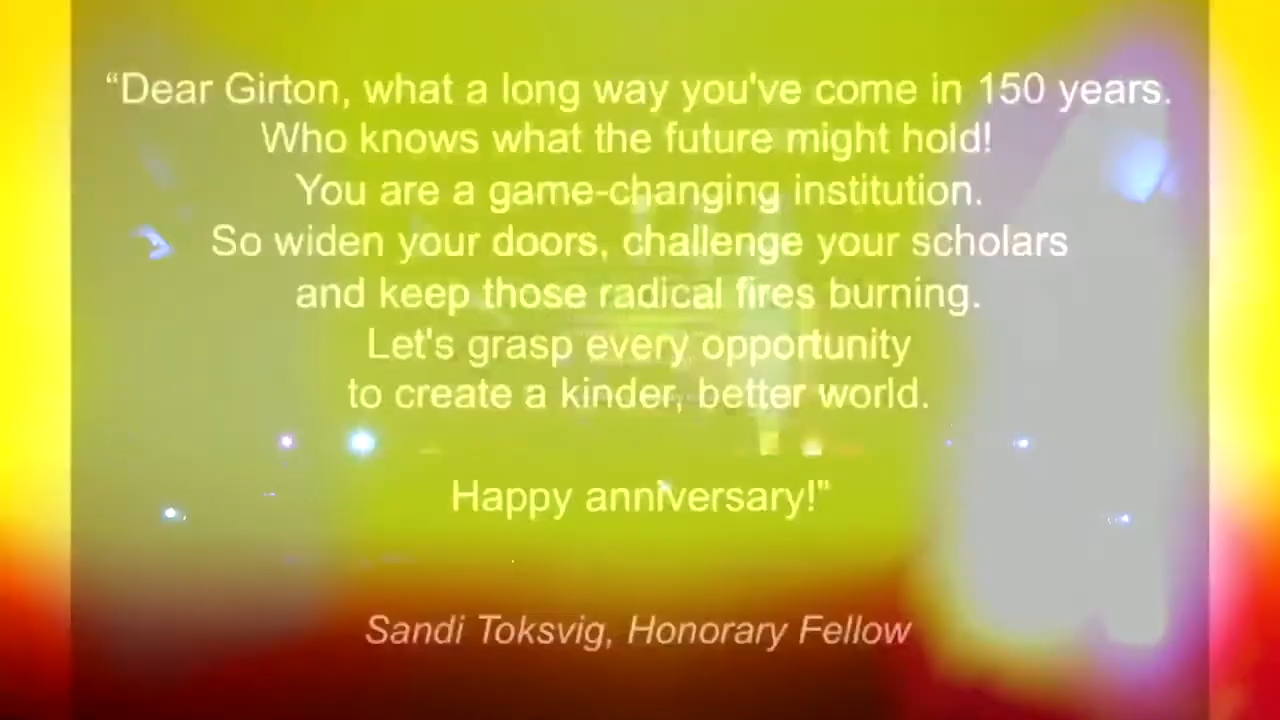 “Dear Girton, what a long way you've come in 150 years.
Who knows what the future might hold!
You are a game-changing institution.
So widen your doors, challenge your scholars
and keep those radical fires burning.
Let's grasp every opportunity
to create a kinder, better world.
Happy anniversary!”
Sandi Toksvig, Honorary Fellow